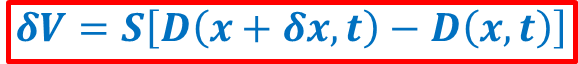 δV = S[D(x + δx, t) − D(x, t)]